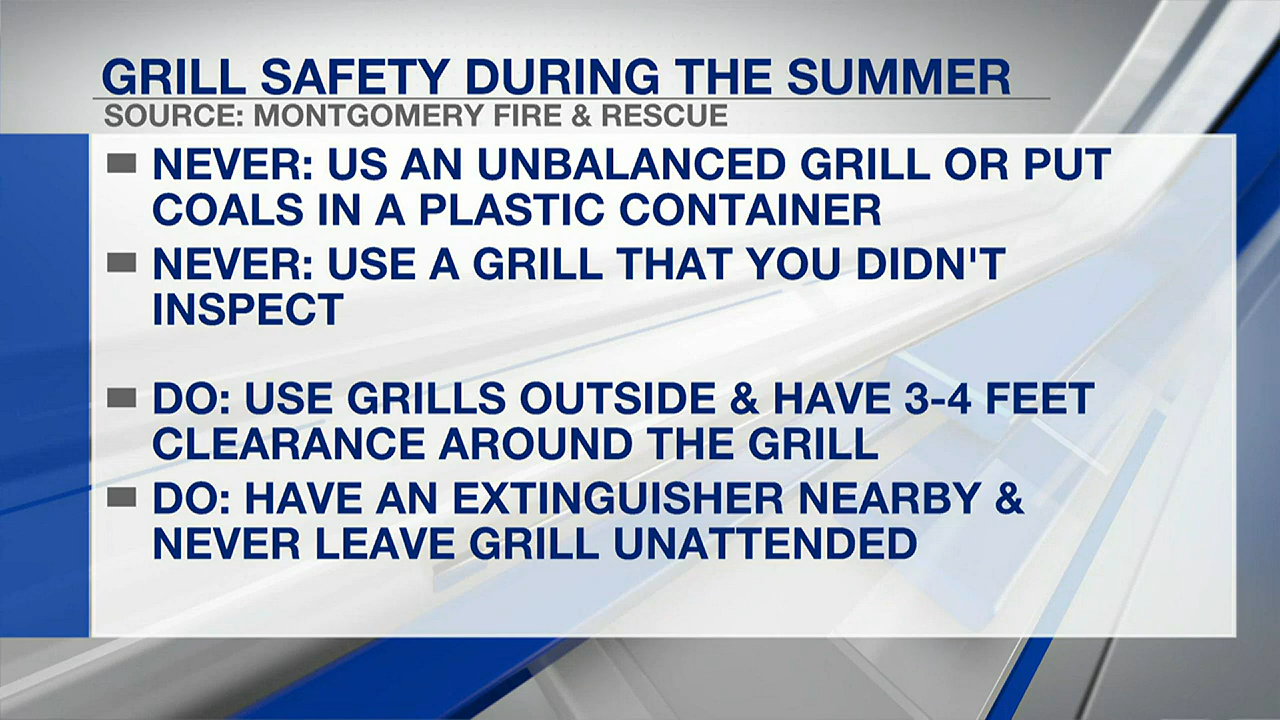 GRILL SAFETY DURING THE SUMMER
SOURCE: MONTGOMERY FIRE & RESCUE
NEVER: US AN UNBALANCED GRILL OR PUT
COALS IN A PLASTIC CONTAINER
NEVER: USE A GRILL THAT YOU DIDN'T
INSPECT
DO: USE GRILLS OUTSIDE & HAVE 3-4 FEET
CLEARANCE AROUND THE GRILL
DO: HAVE AN EXTINGUISHER NEARBY &
NEVER LEAVE GRILL UNATTENDED